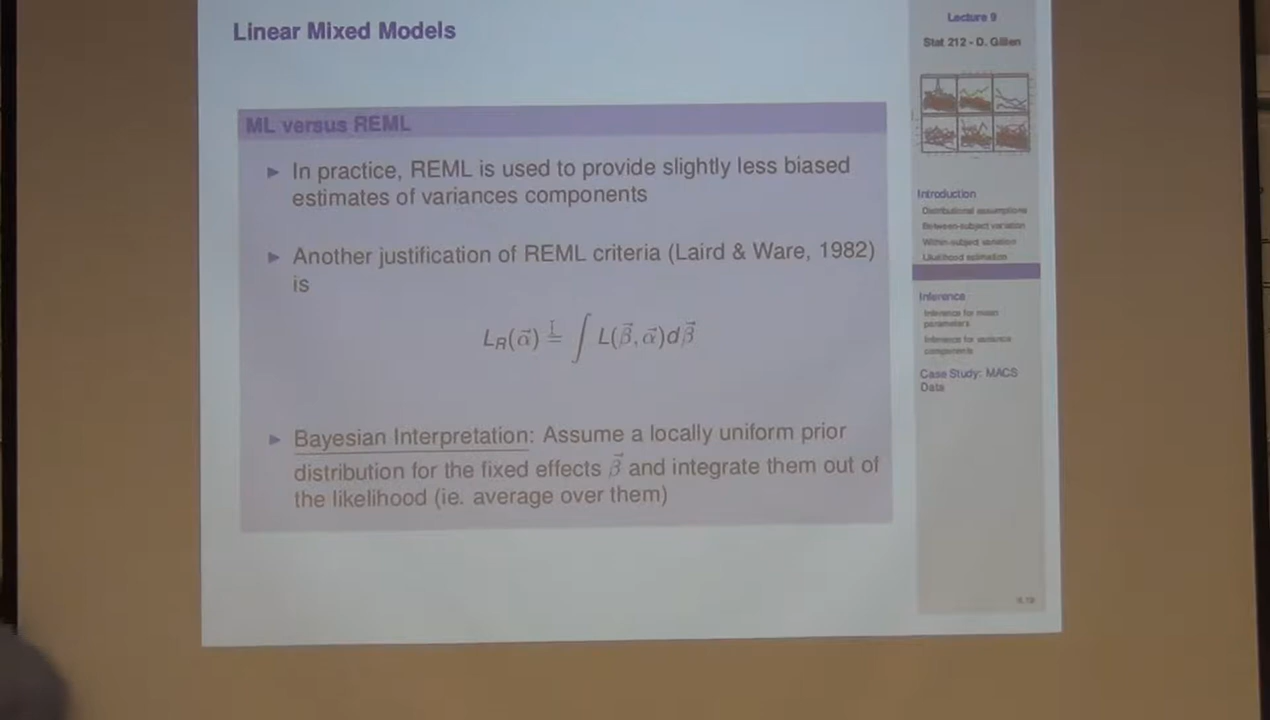 Linear Mixed Models
ML versus REML
► In practice, REML is used to provide slightly less biased
estimates of variances components
► Another justification of REML criteria (Laird & Ware, 1982)
is
L_R(α⃗) = ∫ L(β⃗, α⃗)dβ⃗
► Bayesian Interpretation: Assume a locally uniform prior
distribution for the fixed effects β⃗ and integrate them out of
the likelihood (ie. average over them)
Lecture 9
Stat 212 - D. Gillen
Introduction
Distributional assumptions
Between-subject variation
Within-subject variation
Likelihood estimation
Inference
Inference for mean
parameters
Inference for variance
components
Case Study: MACS
Data